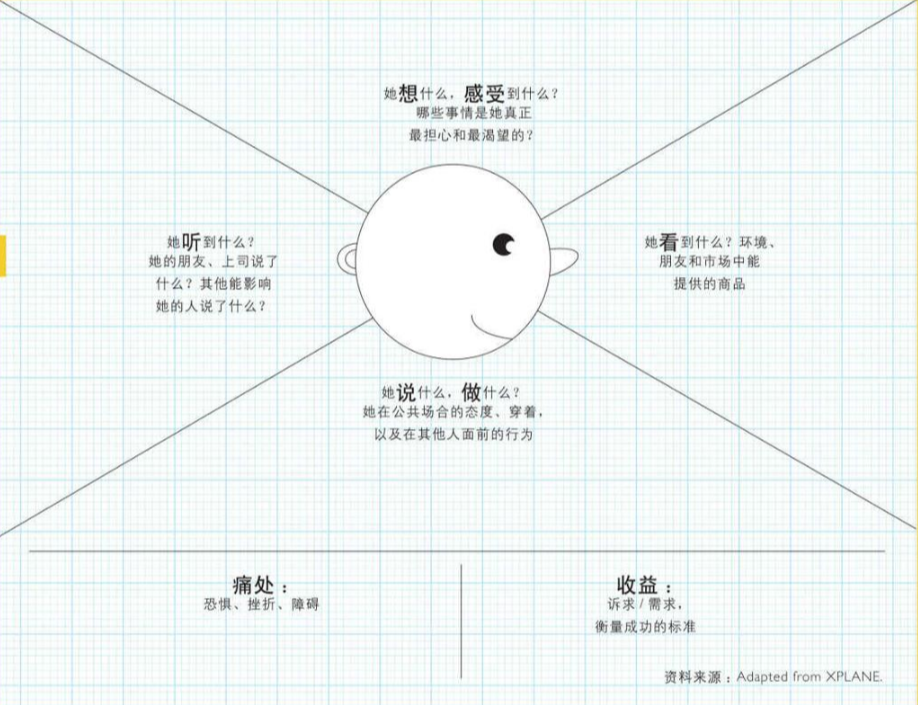 她想什么，感受到什么？
哪些事情是她真正
最担心和最渴望的？
她听到什么？
她的朋友、上司说了
什么？其他能影响
她的人说了什么？
她看到什么？环境、
朋友和市场中能
提供的商品
她说什么，做什么？
她在公共场合的态度、穿着，
以及在其他人面前的行为
痛处：
恐惧、挫折、障碍
收益：
诉求/需求，
衡量成功的标准
资料来源：Adapted from XPLANE.